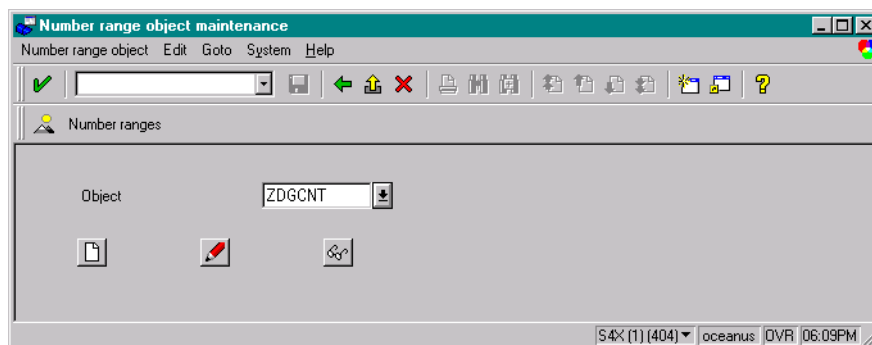 Number range object maintenance
Number range object Edit Goto System Help
Number ranges
Object ZDGCNT
S4X (1) (404) oceanus OVR 06:09PM